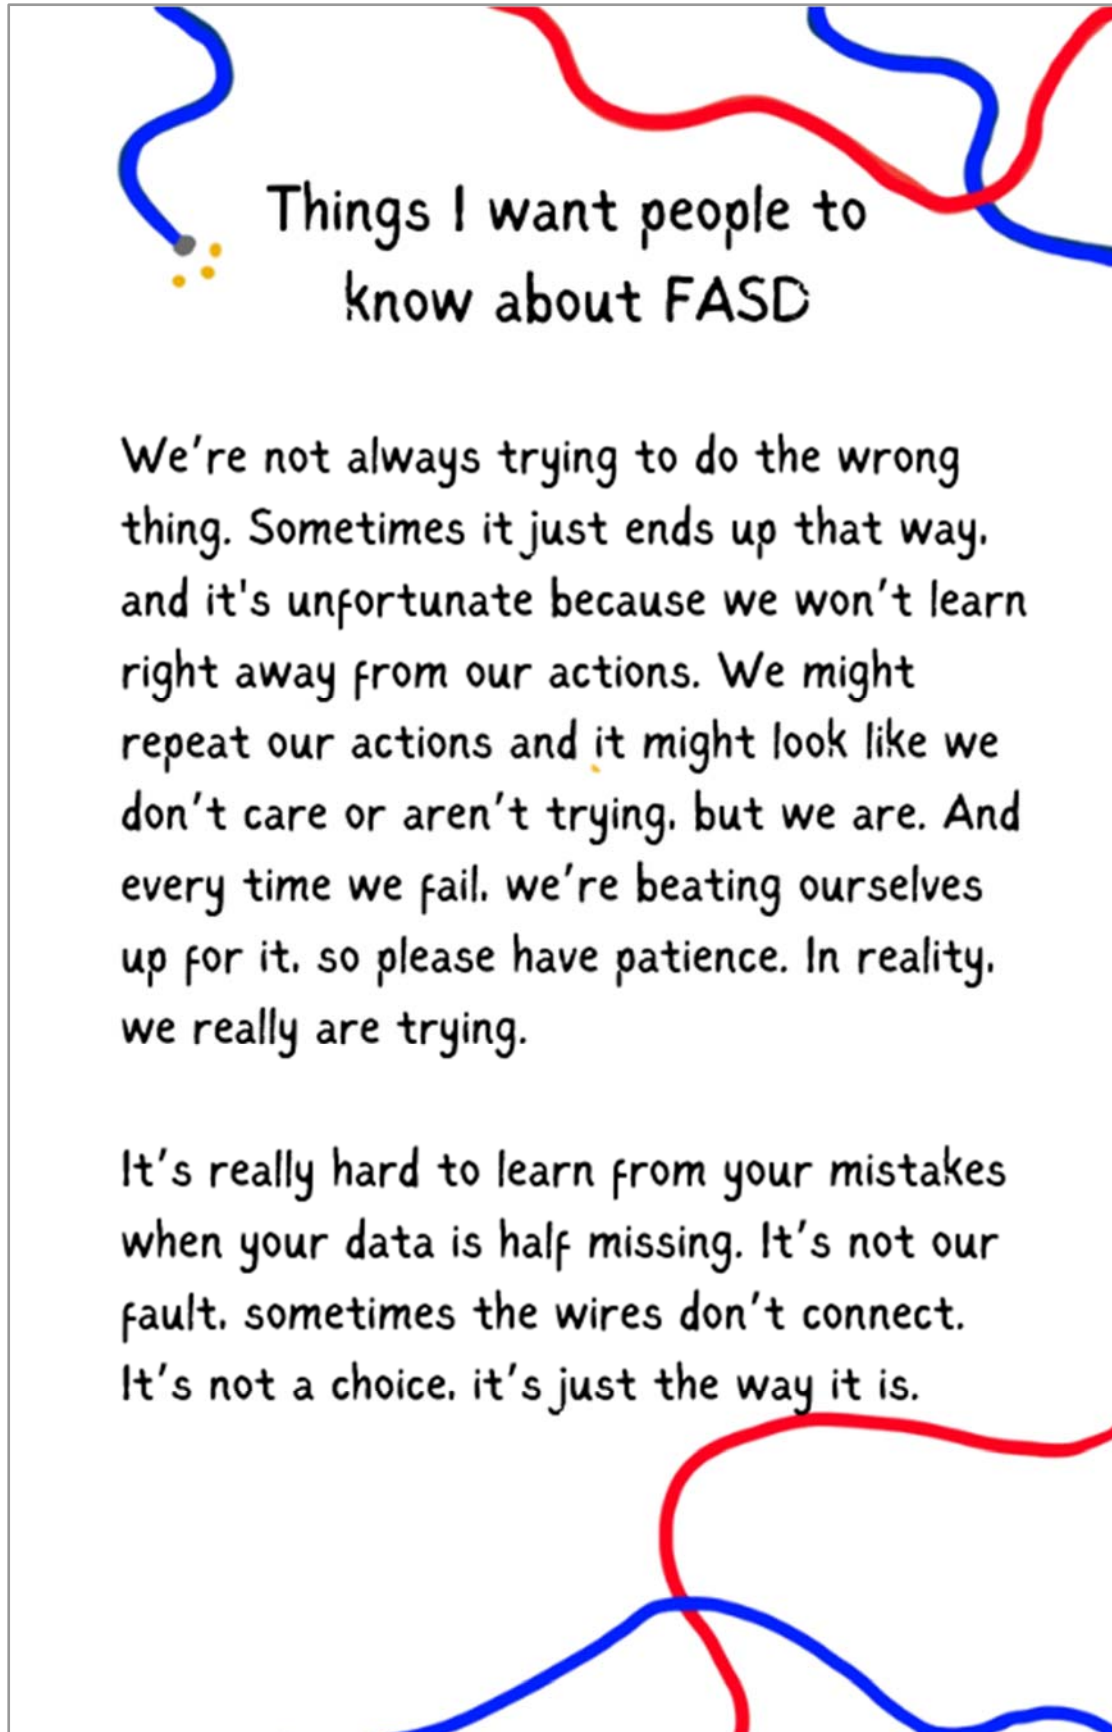 Things I want people to
know about FASD
We're not always trying to do the wrong
thing. Sometimes it just ends up that way,
and it's unfortunate because we won't learn
right away from our actions. We might
repeat our actions and it might look like we
don't care or aren't trying, but we are. And
every time we fail, we're beating ourselves
up for it, so please have patience. In reality,
we really are trying.
It's really hard to learn from your mistakes
when your data is half missing. It's not our
fault, sometimes the wires don't connect.
It's not a choice, it's just the way it is.